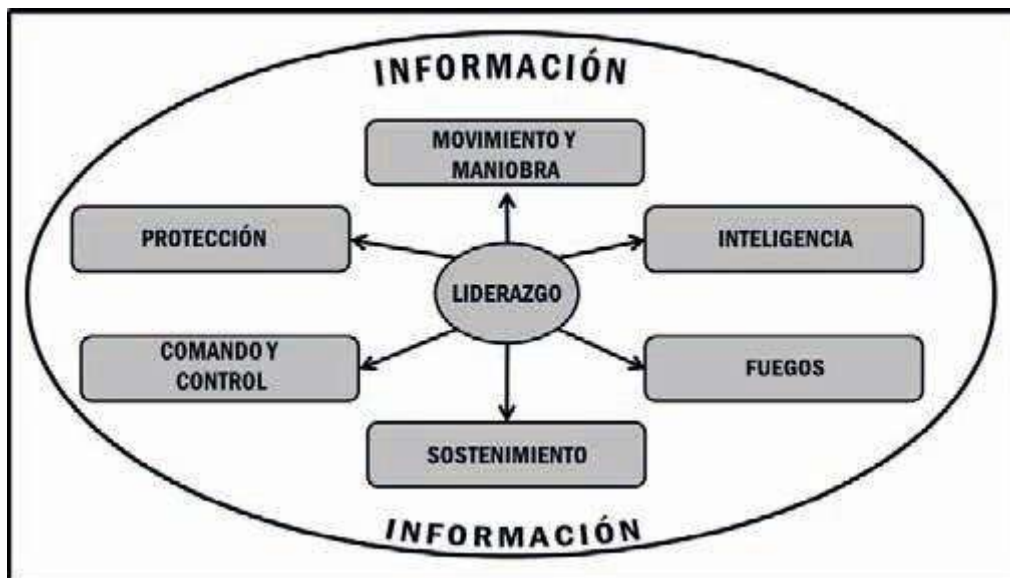 INFORMACIÓN
MOVIMIENTO Y
MANIOBRA
PROTECCIÓN
INTELIGENCIA
LIDERAZGO
COMANDO Y
CONTROL
FUEGOS
SOSTENIMIENTO
INFORMACIÓN